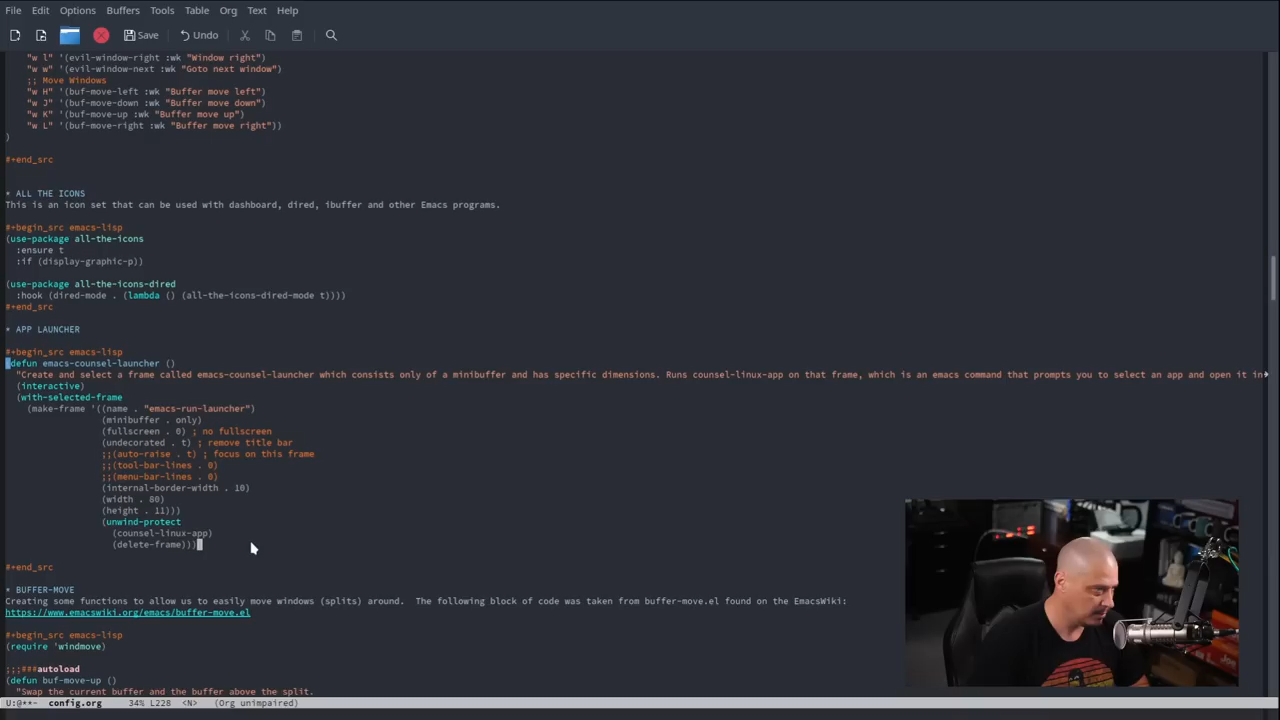 File Edit Options Buffers Tools Table Org Text Help
Save Undo
"w l" '(evil-window-right :wk "Window right")
"w w" '(evil-window-next :wk "Goto next window")
;; Move Windows
"w H" '(buf-move-left :wk "Buffer move left")
"w J" '(buf-move-down :wk "Buffer move down")
"w K" '(buf-move-up :wk "Buffer move up")
"w L" '(buf-move-right :wk "Buffer move right"))
)
#+end_src
* ALL THE ICONS
This is an icon set that can be used with dashboard, dired, ibuffer and other Emacs programs.
#+begin_src emacs-lisp
(use-package all-the-icons
:ensure t
:if (display-graphic-p))
(use-package all-the-icons-dired
:hook (dired-mode . (lambda () (all-the-icons-dired-mode t))))
#+end_src
* APP LAUNCHER
#+begin_src emacs-lisp
(defun emacs-counsel-launcher ()
"Create and select a frame called emacs-counsel-launcher which consists only of a minibuffer and has specific dimensions. Runs counsel-linux-app on that frame, which is an emacs command that prompts you to select an app and open it in
(interactive)
(with-selected-frame
(make-frame '((name . "emacs-run-launcher")
(minibuffer . only)
(fullscreen . 0) ; no fullscreen
(undecorated . t) ; remove title bar
;;(auto-raise . t) ; focus on this frame
;;(tool-bar-lines . 0)
;;(menu-bar-lines . 0)
(internal-border-width . 10)
(width . 80)
(height . 11)))
(unwind-protect
(counsel-linux-app)
(delete-frame)))
#+end_src
* BUFFER-MOVE
Creating some functions to allow us to easily move windows (splits) around.  The following block of code was taken from buffer-move.el found on the EmacsWiki:
https://www.emacswiki.org/emacs/buffer-move.el
#+begin_src emacs-lisp
(require 'windmove)
;;;###autoload
(defun buf-move-up ()
"Swap the current buffer and the buffer above the split.
U:@**- config.org 34% L228 <N> (Org unimpaired)